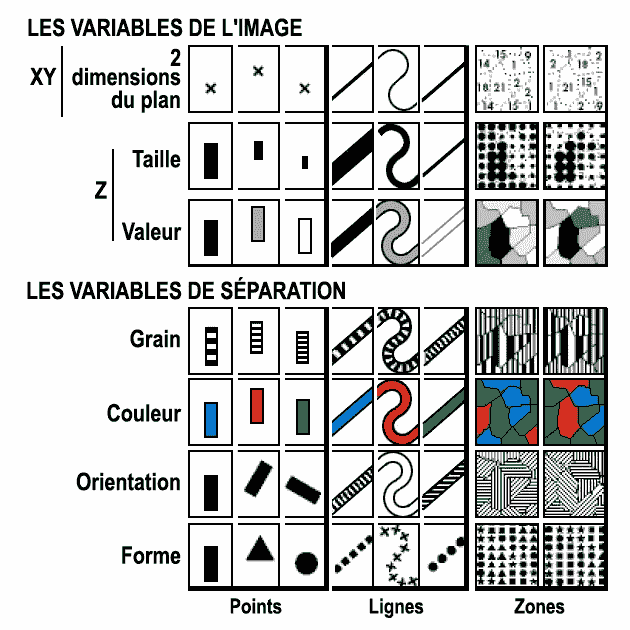 LES VARIABLES DE L'IMAGE
XY
2
dimensions
du plan
Z
Taille
Valeur
LES VARIABLES DE SÉPARATION
Grain
Couleur
Orientation
Forme
Points
Lignes
Zones